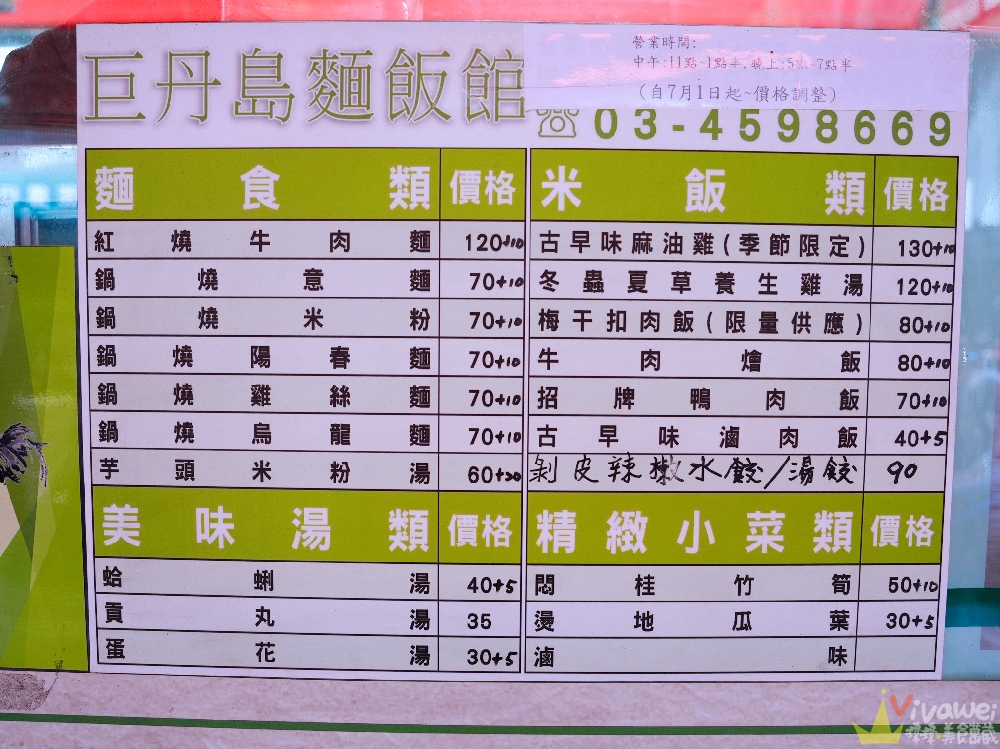 巨丹島麵飯館
營業時間:
中午:11點~1點半,晚上:5點~7點半
(自7月1日起~價格調整)
☏ 03-4598669
麵食類 價格
紅燒牛肉麵 120+10
鍋燒意麵 70+10
鍋燒米粉 70+10
鍋燒陽春麵 70+10
鍋燒雞絲麵 70+10
鍋燒烏龍麵 70+10
芋頭米粉湯 60+20
美味湯類 價格
蛤蜊湯 40+5
貢丸湯 35
蛋花湯 30+5
米飯類 價格
古早味麻油雞(季節限定) 130+10
冬蟲夏草養生雞湯 120+10
梅干扣肉飯(限量供應) 80+10
牛肉燴飯 80+10
招牌鴨肉飯 70+10
古早味滷肉飯 40+5
剝皮辣椒水餃/湯餃 90
精緻小菜類 價格
悶桂竹筍 50+10
燙地瓜葉 30+5
滷味
Vivawei